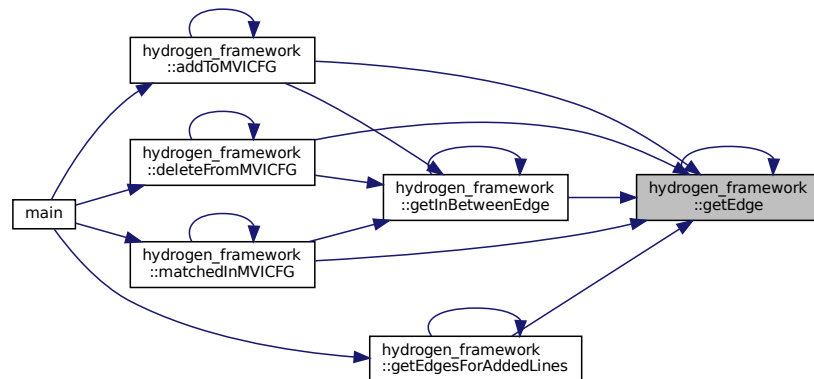 hydrogen_framework
::addToMVICFG
hydrogen_framework
::deleteFromMVICFG
hydrogen_framework
::getInBetweenEdge
hydrogen_framework
::getEdge
main
hydrogen_framework
::matchedInMVICFG
hydrogen_framework
::getEdgesForAddedLines